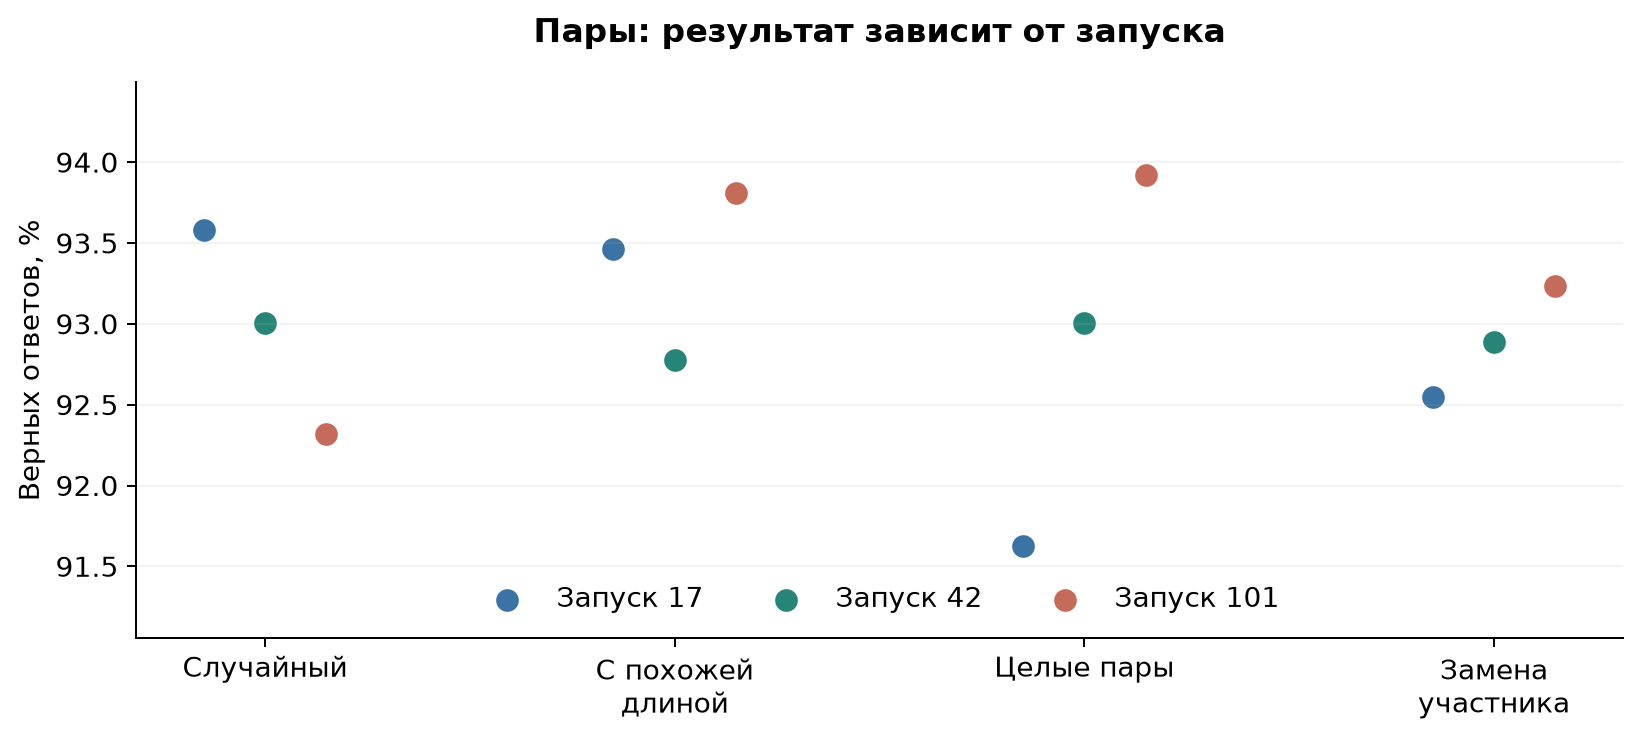 Пары: результат зависит от запуска
Верных ответов, %
94.0
93.5
93.0
92.5
92.0
91.5
Запуск 17
Запуск 42
Запуск 101
Случайный
С похожей
длиной
Целые пары
Замена
участника